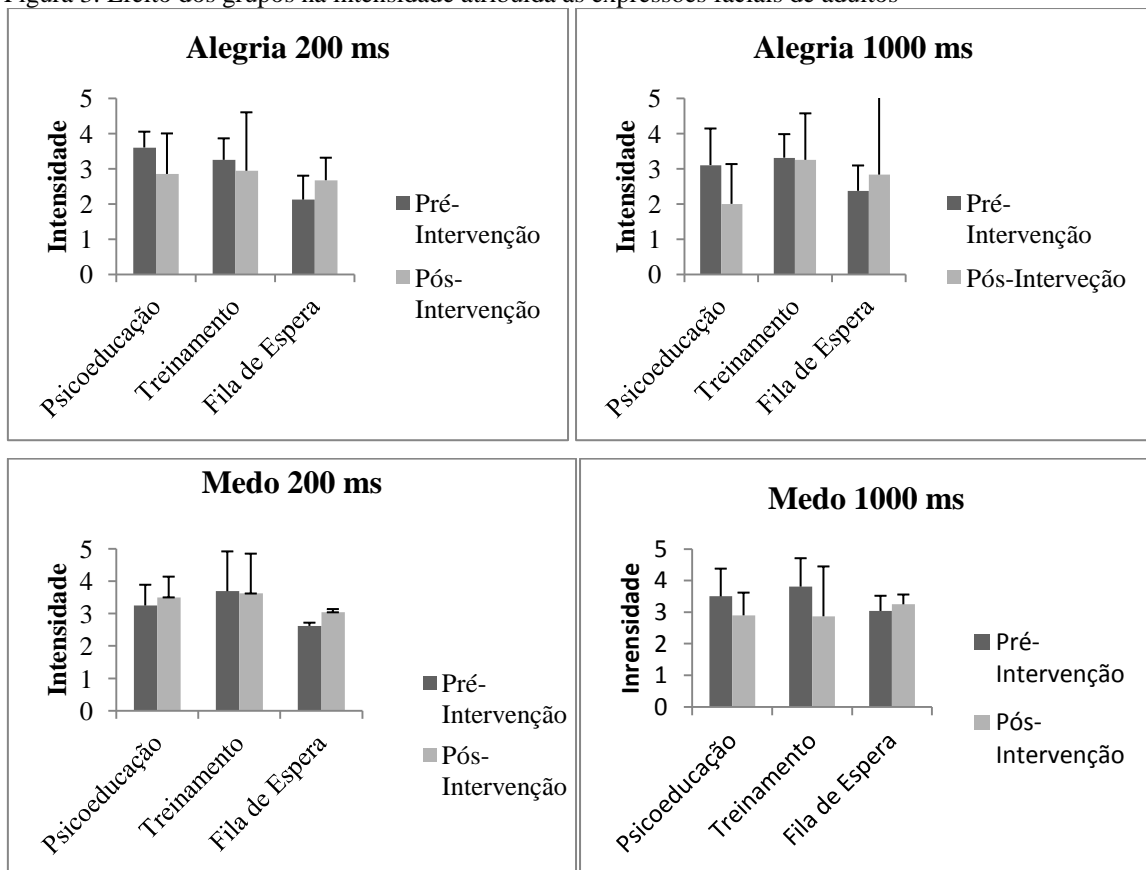 Figura 3. Efeito dos grupos na intensidade atribuída às expressões faciais de adultos
Alegria 200 ms
Intensidade
5
4
3
2
1
0
Psicoeducação
Treinamento
Fila de Espera
Pré-
Intervenção
Pós-
Intervenção
Alegria 1000 ms
Intensidade
5
4
3
2
1
0
Psicoeducação
Treinamento
Fila de Espera
Pré-
Intervenção
Pós-Interveção
Medo 200 ms
Intensidade
5
4
3
2
1
0
Psicoeducação
Treinamento
Fila de Espera
Pré-
Intervenção
Pós-
Intervenção
Medo 1000 ms
Inrensidade
5
4
3
2
1
0
Psicoeducação
Treinamento
Fila de Espera
Pré-
Intervenção
Pós-
Intervenção